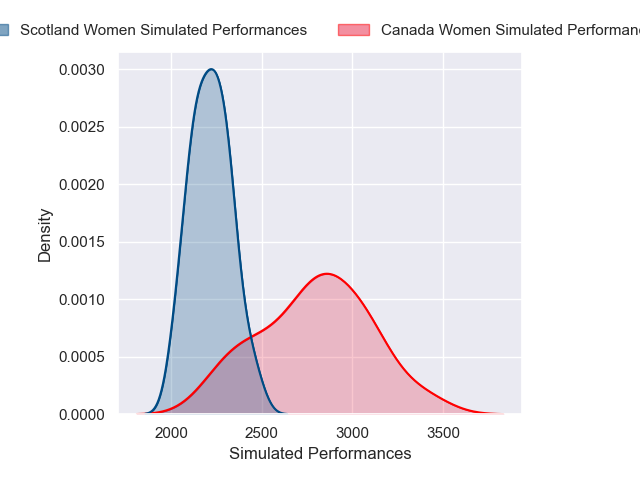 Scotland Women Simulated Performances
Canada Women Simulated
0.0030
0.0025
0.0020
0.0015
0.0010
0.0005
0.0000
Density
2000 2500 3000 3500
Simulated Performances